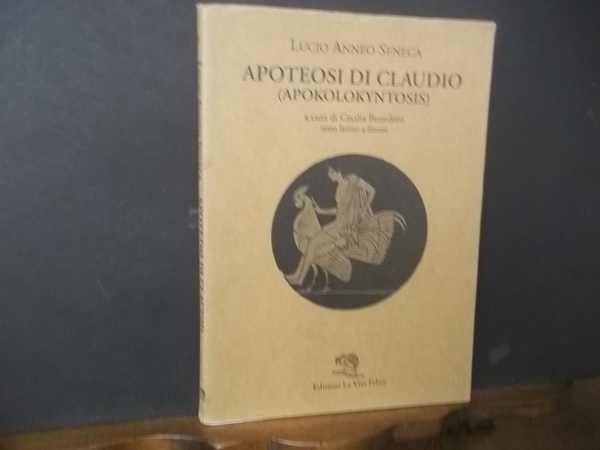 LUCIO ANNEO SENECA
APOTEOSI DI CLAUDIO
(APOKOLOKYNTOSIS)
a cura di Cecilia Benedetti
testo latino a fronte
Edizioni La Vita Felice